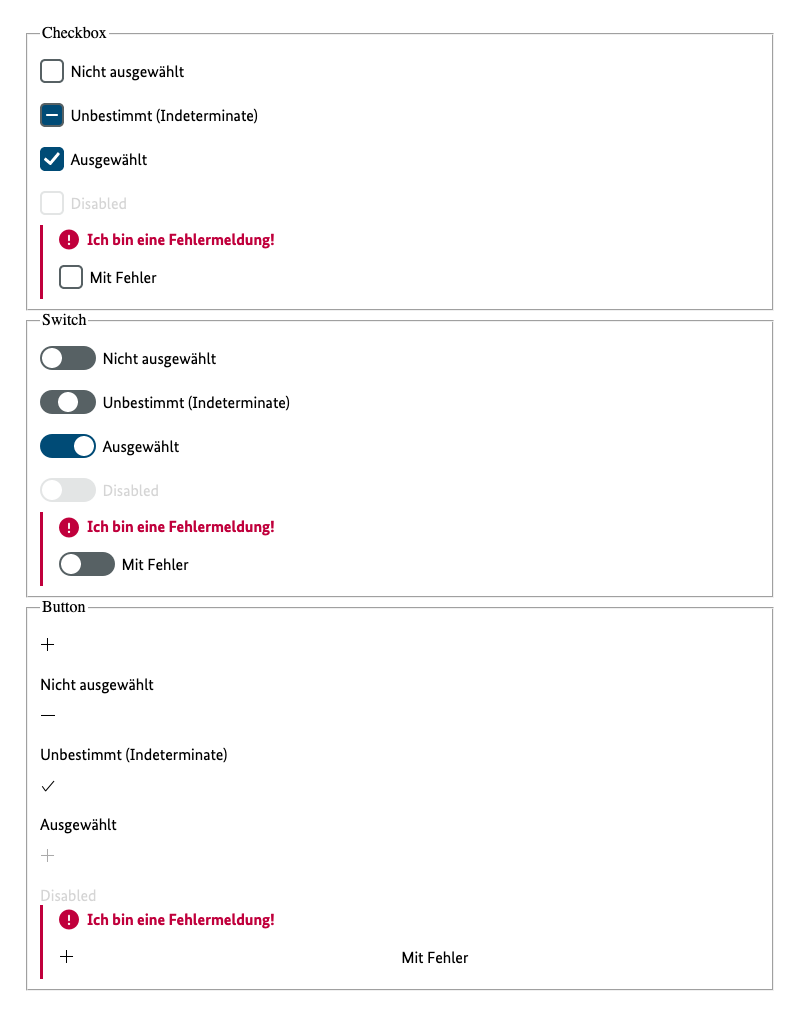 Checkbox
Nicht ausgewählt
Unbestimmt (Indeterminate)
Ausgewählt
Disabled
Ich bin eine Fehlermeldung!
Mit Fehler
Switch
Nicht ausgewählt
Unbestimmt (Indeterminate)
Ausgewählt
Disabled
Ich bin eine Fehlermeldung!
Mit Fehler
Button
Nicht ausgewählt
Unbestimmt (Indeterminate)
Ausgewählt
Disabled
Ich bin eine Fehlermeldung!
Mit Fehler